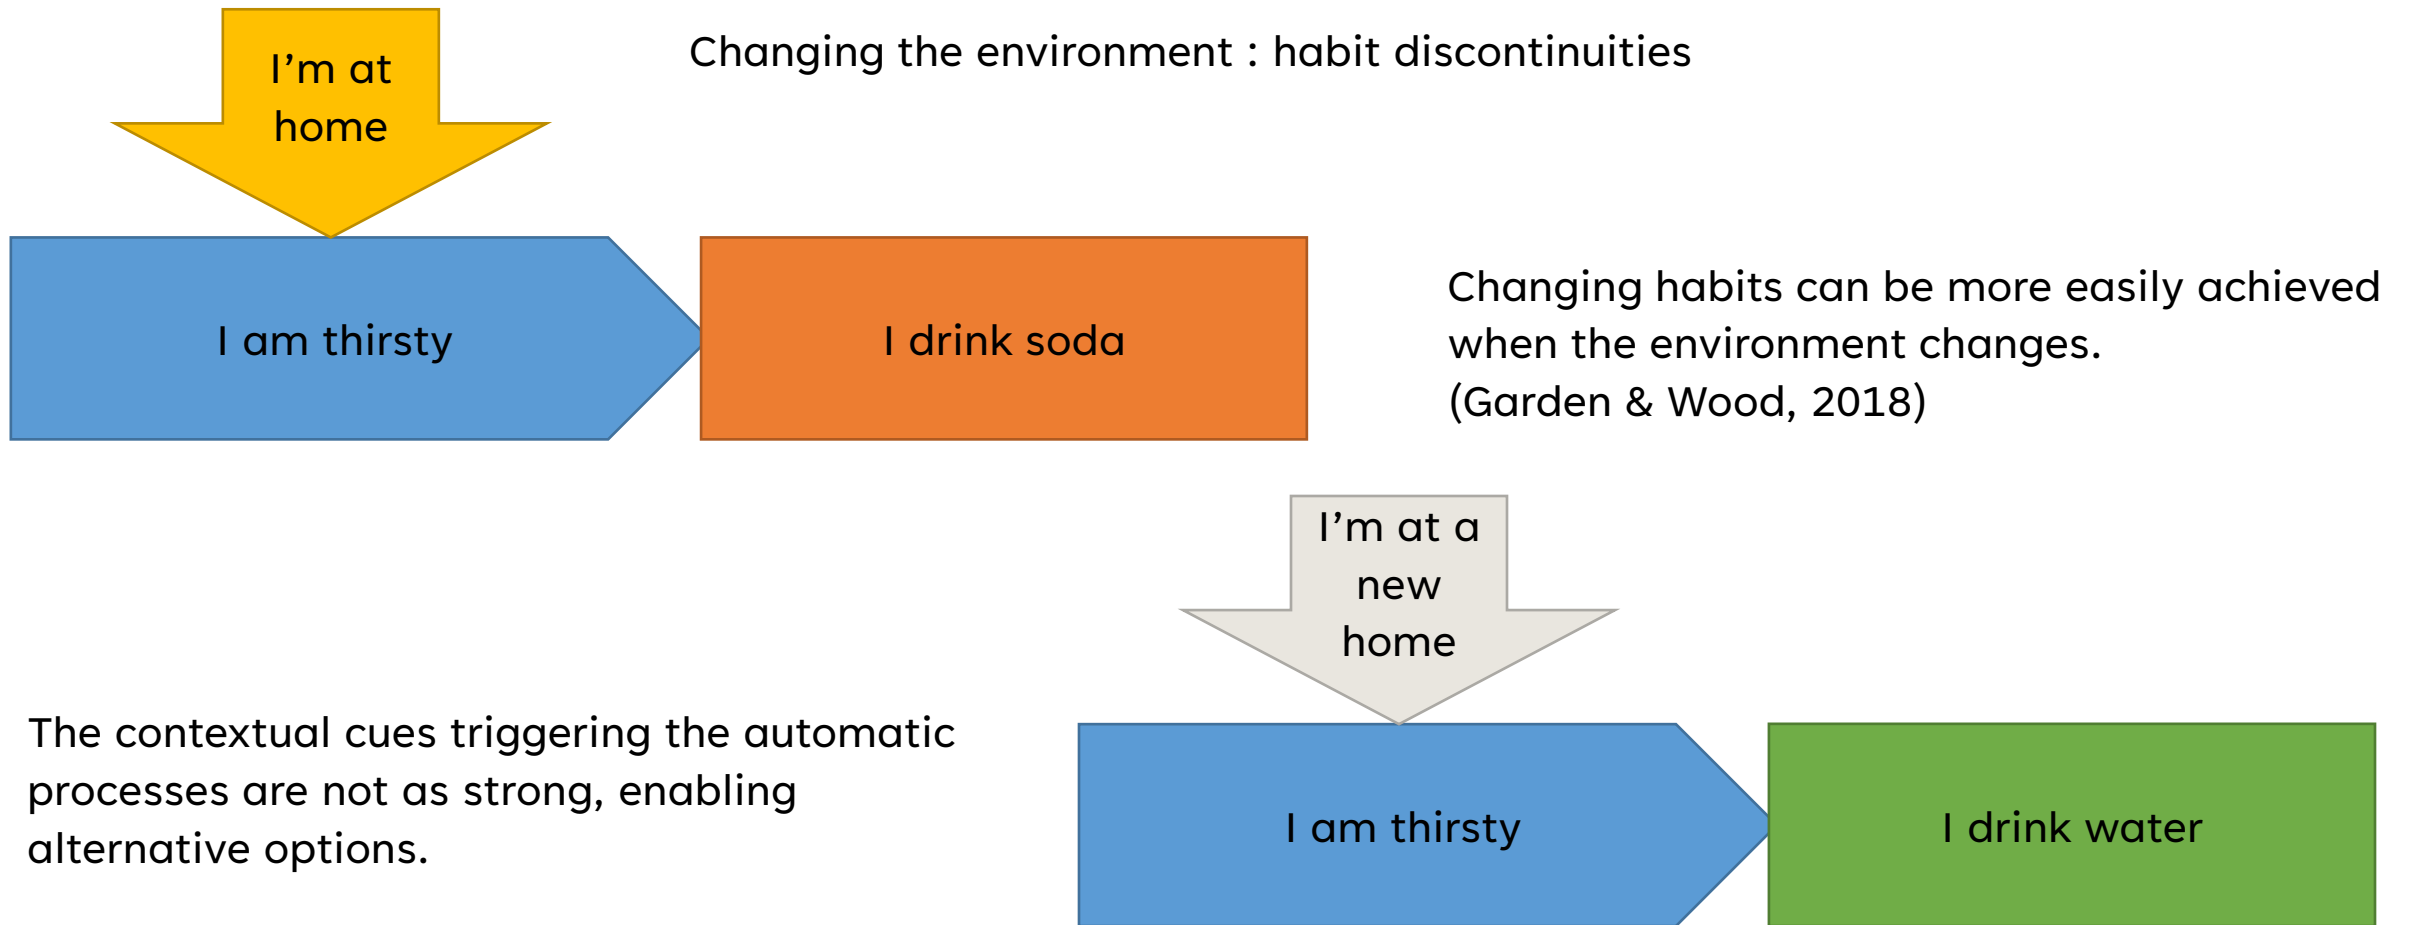 I’m at
home
Changing the environment : habit discontinuities
I am thirsty
I drink soda
Changing habits can be more easily achieved
when the environment changes.
(Garden & Wood, 2018)
I’m at a
new
home
The contextual cues triggering the automatic
processes are not as strong, enabling
alternative options.
I am thirsty
I drink water